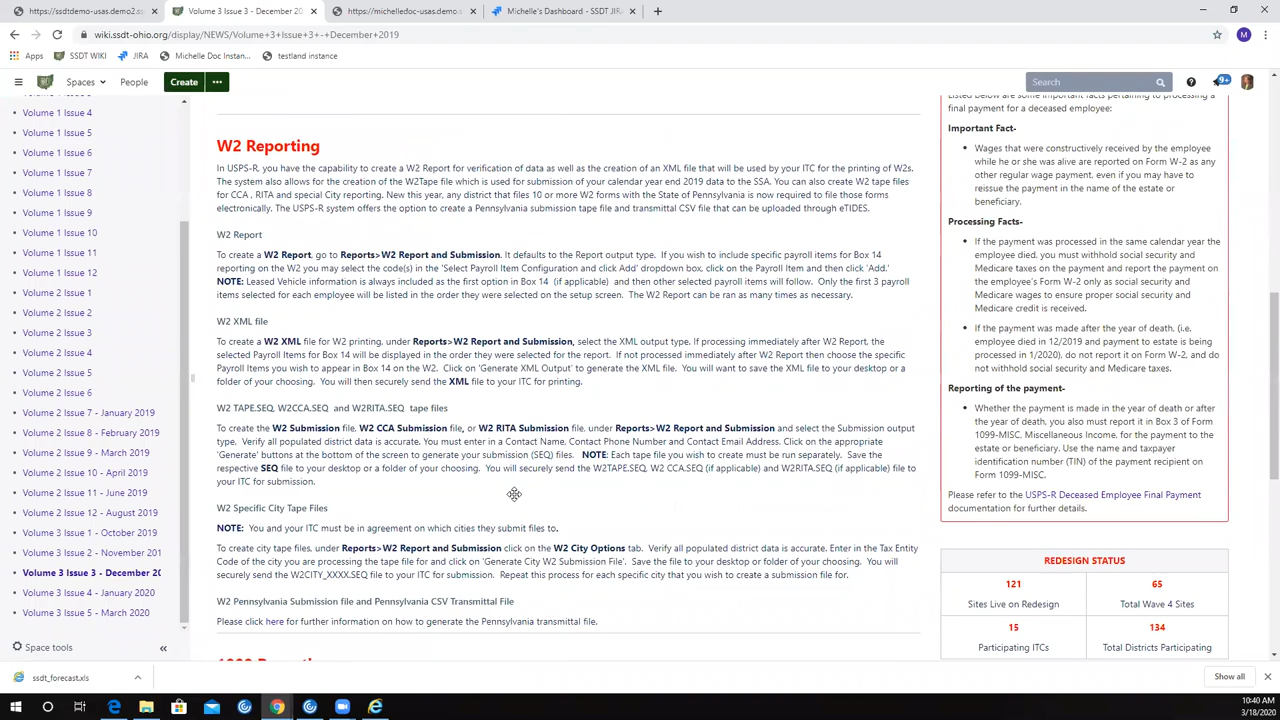 https://ssdtdemo-usas.demo2.ss
Volume 3 Issue 3 - December 20
https://michelledoc-usas.demo2.s
Michelle's Dashboard - SSDT JIRA
wiki.ssdt-ohio.org/display/NEWS/Volume+3+Issue+3+-+December+2019
M
Apps
SSDT WIKI
JIRA
Michelle Doc Instan...
testland instance
Spaces
People
Create
Search
9+
Volume 1 Issue 4
Volume 1 Issue 5
Volume 1 Issue 6
Volume 1 Issue 7
Volume 1 Issue 8
Volume 1 Issue 9
Volume 1 Issue 10
Volume 1 Issue 11
Volume 1 Issue 12
Volume 2 Issue 1
Volume 2 Issue 2
Volume 2 Issue 3
Volume 2 Issue 4
Volume 2 Issue 5
Volume 2 Issue 6
Volume 2 Issue 7 - January 2019
Volume 2 Issue 8 - February 2019
Volume 2 Issue 9 - March 2019
Volume 2 Issue 10 - April 2019
Volume 2 Issue 11 - June 2019
Volume 2 Issue 12 - August 2019
Volume 3 Issue 1 - October 2019
Volume 3 Issue 2 - November 201
Volume 3 Issue 3 - December 20
Volume 3 Issue 4 - January 2020
Volume 3 Issue 5 - March 2020
Space tools
W2 Reporting
In USPS-R, you have the capability to create a W2 Report for verification of data as well as the creation of an XML file that will be used by your ITC for the printing of W2s.
The system also allows for the creation of the W2Tape file which is used for submission of your calendar year end 2019 data to the SSA. You can also create W2 tape files
for CCA , RITA and special City reporting. New this year, any district that files 10 or more W2 forms with the State of Pennsylvania is now required to file those forms
electronically. The USPS-R system offers the option to create a Pennsylvania submission tape file and transmittal CSV file that can be uploaded through eTIDES.
W2 Report
To create a W2 Report, go to Reports>W2 Report and Submission. It defaults to the Report output type. If you wish to include specific payroll items for Box 14
reporting on the W2 you may select the code(s) in the 'Select Payroll Item Configuration and click Add' dropdown box, click on the Payroll Item and then click 'Add.'
NOTE: Leased Vehicle information is always included as the first option in Box 14 (if applicable) and then other selected payroll items will follow. Only the first 3 payroll
items selected for each employee will be listed in the order they were selected on the setup screen. The W2 Report can be ran as many times as necessary.
W2 XML file
To create a W2 XML file for W2 printing, under Reports>W2 Report and Submission, select the XML output type. If processing immediately after W2 Report, the
selected Payroll Items for Box 14 will be displayed in the order they were selected for the report. If not processed immediately after W2 Report then choose the specific
Payroll Items you wish to appear in Box 14 on the W2. Click on 'Generate XML Output' to generate the XML file. You will want to save the XML file to your desktop or a
folder of your choosing. You will then securely send the XML file to your ITC for printing.
W2 TAPE.SEQ, W2CCA.SEQ and W2RITA.SEQ tape files
To create the W2 Submission file, W2 CCA Submission file, or W2 RITA Submission file, under Reports>W2 Report and Submission and select the Submission output
type. Verify all populated district data is accurate. You must enter in a Contact Name, Contact Phone Number and Contact Email Address. Click on the appropriate
'Generate' buttons at the bottom of the screen to generate your submission (SEQ) files. NOTE: Each tape file you wish to create must be run separately. Save the
respective SEQ file to your desktop or a folder of your choosing. You will securely send the W2TAPE.SEQ, W2 CCA.SEQ (if applicable) and W2RITA.SEQ (if applicable) file to
your ITC for submission.
W2 Specific City Tape Files
NOTE: You and your ITC must be in agreement on which cities they submit files to.
To create city tape files, under Reports>W2 Report and Submission click on the W2 City Options tab. Verify all populated district data is accurate. Enter in the Tax Entity
Code of the city you are processing the tape file for and click on 'Generate City W2 Submission File'. Save the file to your desktop or folder of your choosing. You will
securely send the W2CITY_XXXX.SEQ file to your ITC for submission. Repeat this process for each specific city that you wish to create a submission file for.
W2 Pennsylvania Submission file and Pennsylvania CSV Transmittal File
Please click here for further information on how to generate the Pennsylvania transmittal file.
Listed below are some important facts pertaining to processing a
final payment for a deceased employee:
Important Fact-
Wages that were constructively received by the employee
while he or she was alive are reported on Form W-2 as any
other regular wage payment, even if you may have to
reissue the payment in the name of the estate or
beneficiary.
Processing Facts-
If the payment was processed in the same calendar year the
employee died, you must withhold social security and
Medicare taxes on the payment and report the payment on
the employee's Form W-2 only as social security and
Medicare wages to ensure proper social security and
Medicare credit is received.
If the payment was made after the year of death, (i.e,
employee died in 12/2019 and payment to estate is being
processed in 1/2020), do not report it on Form W-2, and do
not withhold social security and Medicare taxes.
Reporting of the payment-
Whether the payment is made in the year of death or after
the year of death, you also must report it in Box 3 of Form
1099-MISC, Miscellaneous Income, for the payment to the
estate or beneficiary. Use the name and taxpayer
identification number (TIN) of the payment recipient on
Form 1099-MISC.
Please refer to the USPS-R Deceased Employee Final Payment
documentation for further details.
REDESIGN STATUS
121
Sites Live on Redesign
65
Total Wave 4 Sites
15
Participating ITCs
134
Total Districts Participating
ssdt_forecast.xls
Show all
10:40 AM
3/18/2020